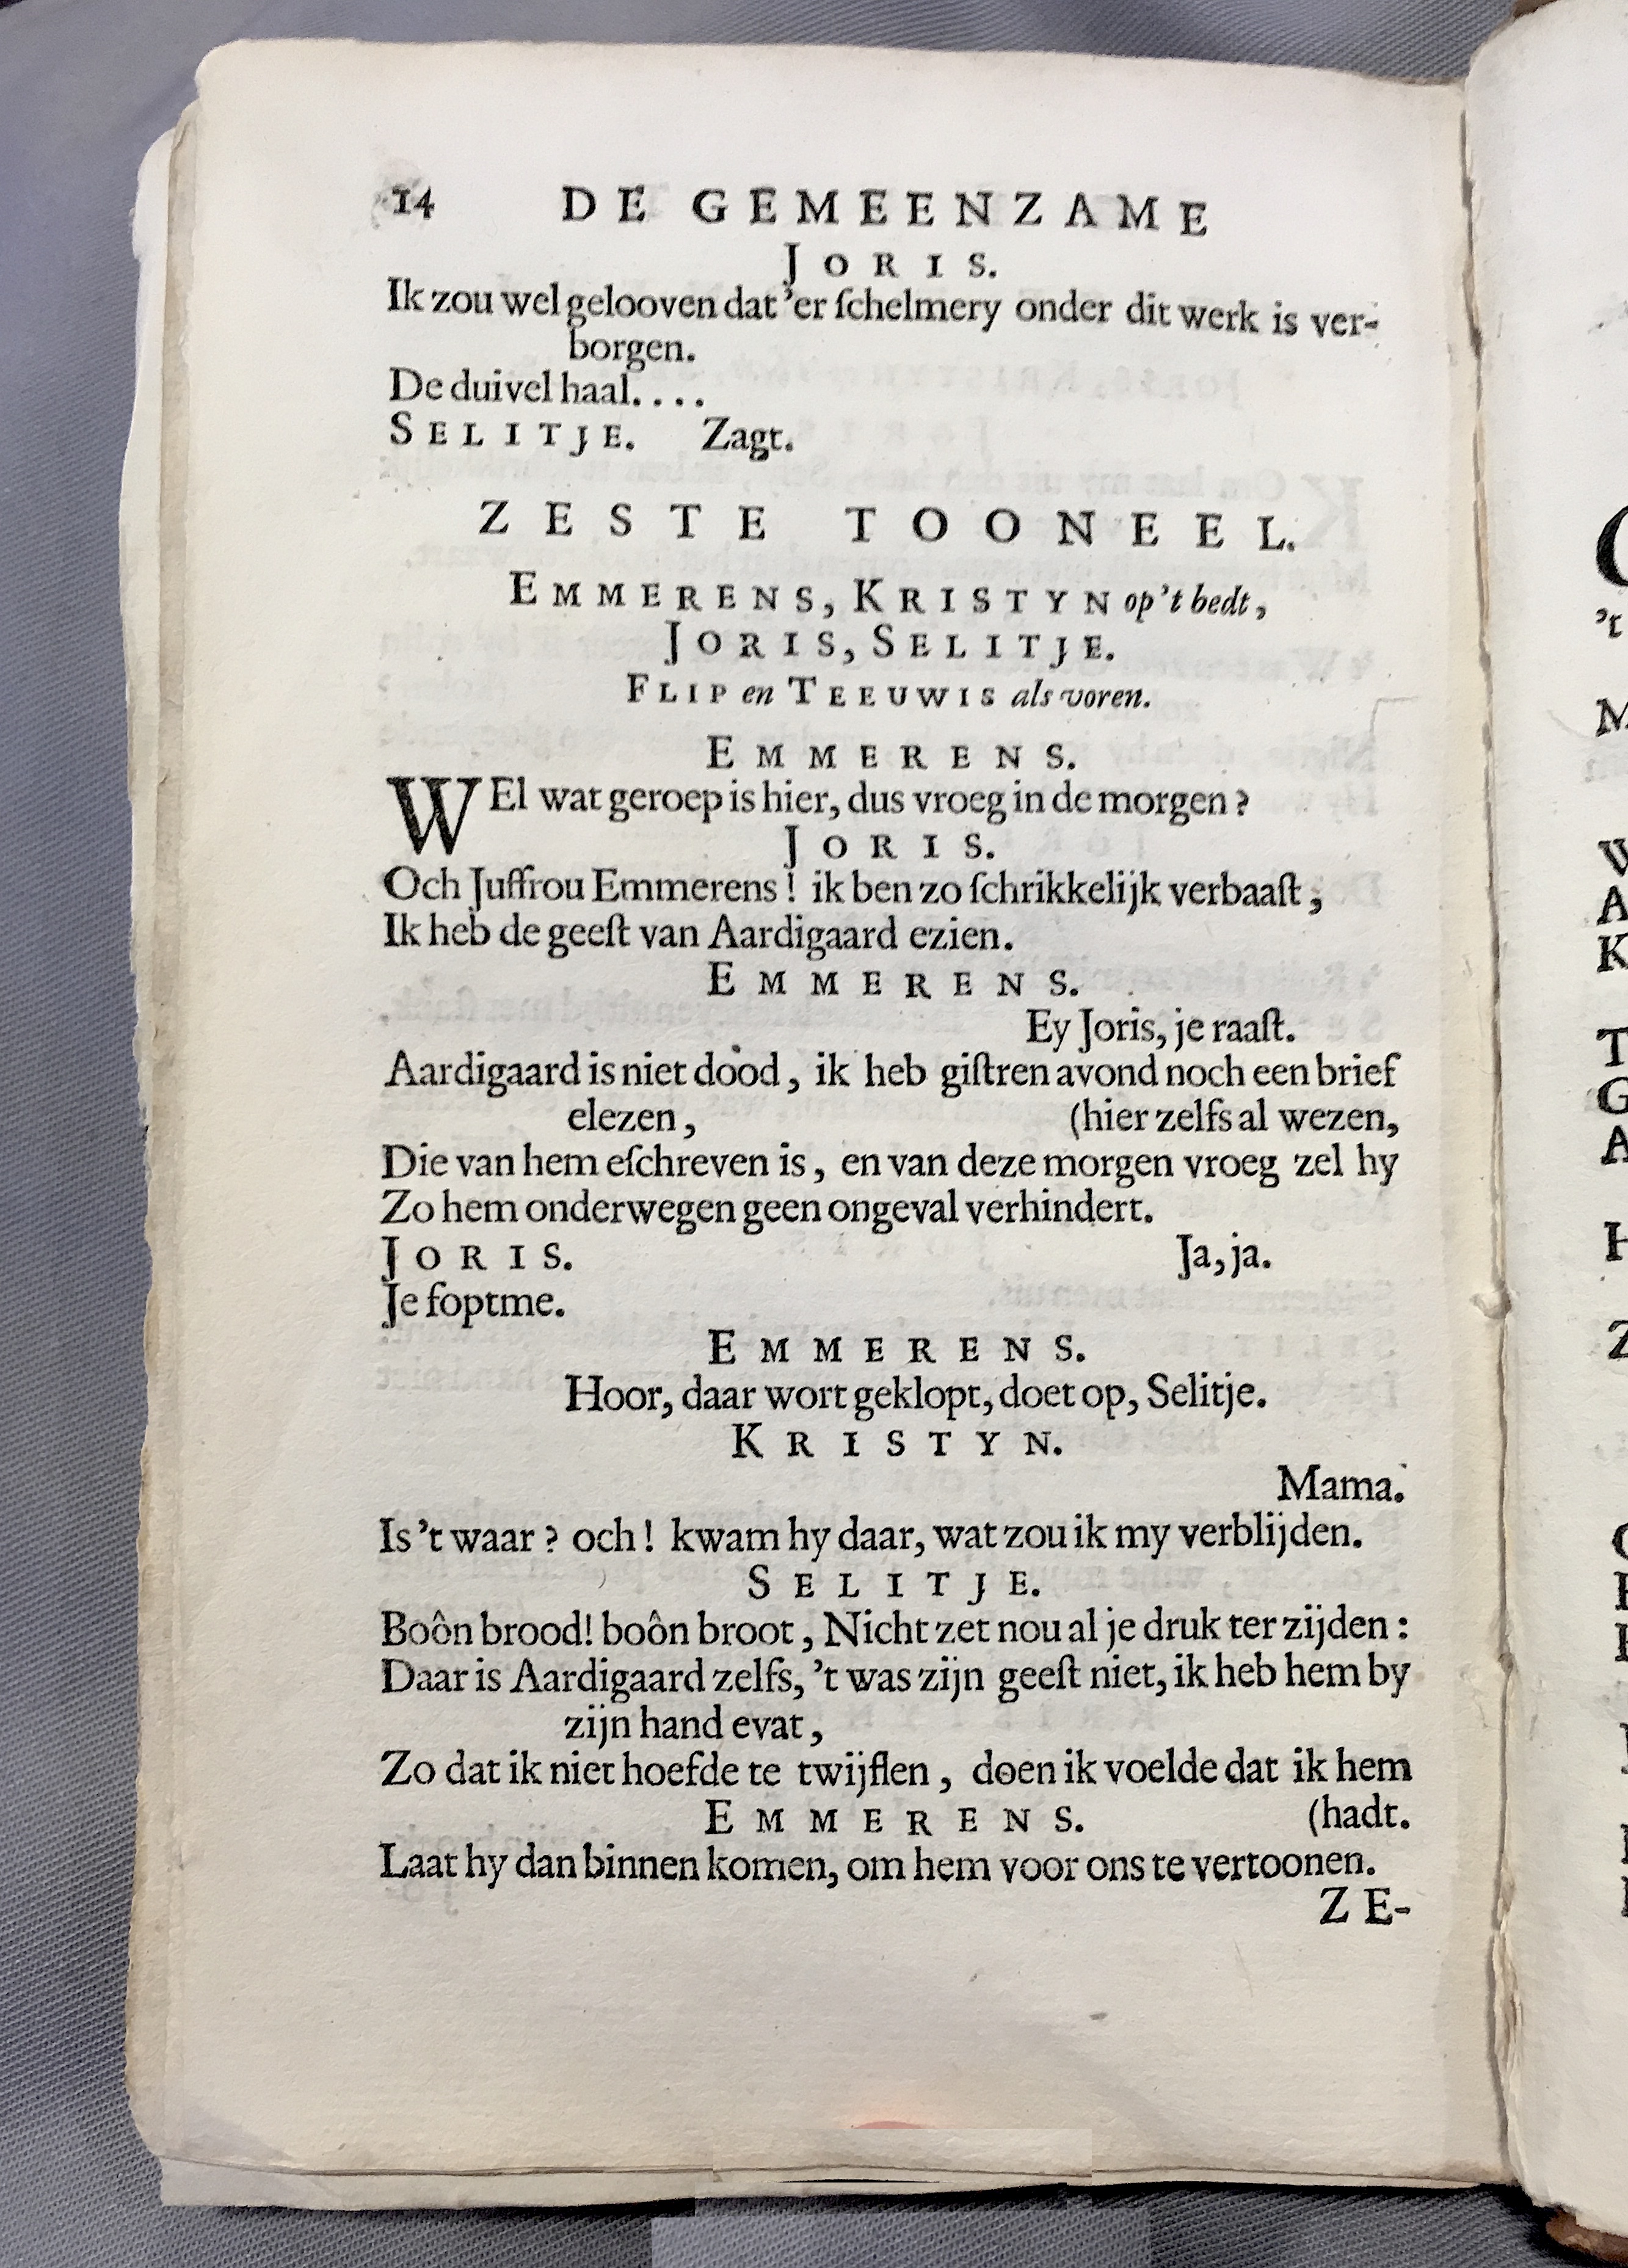 14 DE GEMEENZAME
JORIS.
Ik zou wel gelooven dat 'er ſchelmery onder dit werk is ver-
borgen.
De duivel haal....
SELITJE. Zagt.
ZESTE TOONEEL.
EMMERENS, KRISTYN op 't bedt,
JORIS, SELITJE.
FLIP en TEEUWIS als voren.
EMMERENS.
WEl wat geroep is hier, dus vroeg in de morgen?
JORIS.
Och Juffrou Emmerens! ik ben zo ſchrikkelijk verbaaſt,
Ik heb de geeſt van Aardigaard ezien.
EMMERENS.
Ey Joris, je raaſt.
Aardigaard is niet dood, ik heb giſtren avond noch een brief
elezen, (hier zelfs al wezen,
Die van hem eſchreven is, en van deze morgen vroeg zel hy
Zo hem onderwegen geen ongeval verhindert.
JORIS. Ja, ja.
Je foptme.
EMMERENS.
Hoor, daar wort geklopt, doet op, Selitje.
KRISTYN.
Mama.
Is 't waar? och! kwam hy daar, wat zou ik my verblijden.
SELITJE.
Boôn brood! boôn broot, Nicht zet nou al je druk ter zijden:
Daar is Aardigaard zelfs, 't was zijn geeſt niet, ik heb hem by
zijn hand evat,
Zo dat ik niet hoefde te twijflen, doen ik voelde dat ik hem
EMMERENS. (hadt.
Laat hy dan binnen komen, om hem voor ons te vertoonen.
ZE-